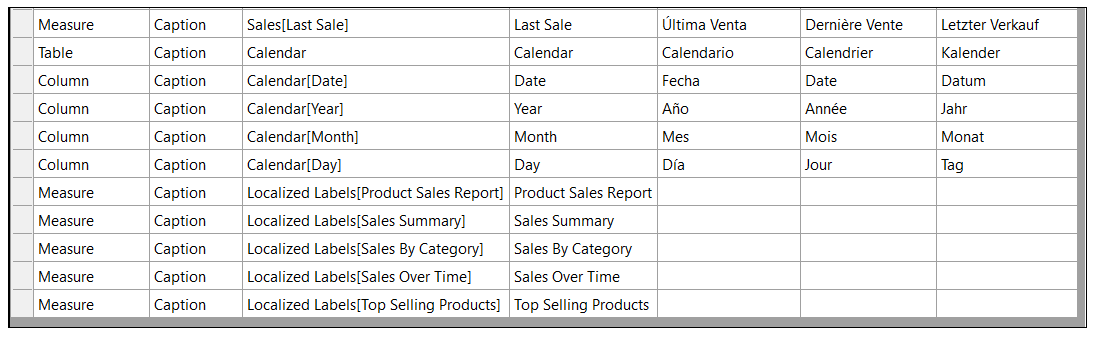 Measure Caption Sales[Last Sale] Last Sale Última Venta Dernière Vente Letzter Verkauf
Table Caption Calendar Calendar Calendario Calendrier Kalender
Column Caption Calendar[Date] Date Fecha Date Datum
Column Caption Calendar[Year] Year Año Année Jahr
Column Caption Calendar[Month] Month Mes Mois Monat
Column Caption Calendar[Day] Day Día Jour Tag
Measure Caption Localized Labels[Product Sales Report] Product Sales Report
Measure Caption Localized Labels[Sales Summary] Sales Summary
Measure Caption Localized Labels[Sales By Category] Sales By Category
Measure Caption Localized Labels[Sales Over Time] Sales Over Time
Measure Caption Localized Labels[Top Selling Products] Top Selling Products